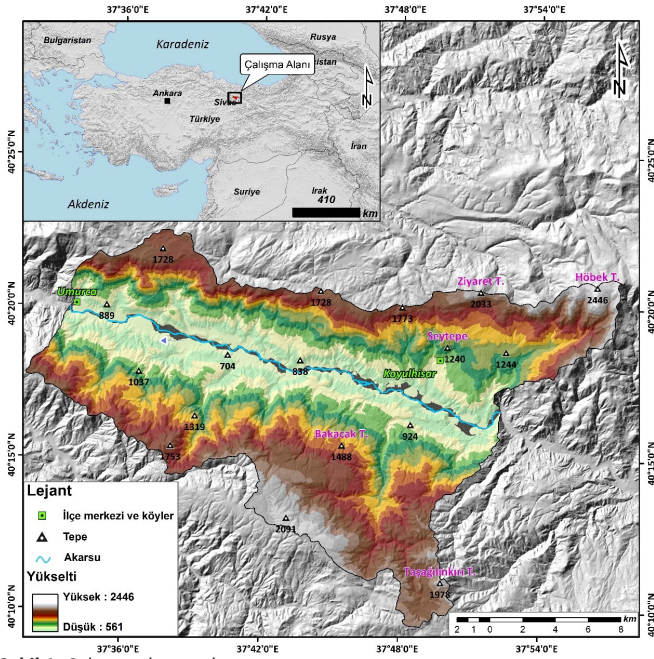 37°36'0"E
37°42'0"E
37°48'0"E
37°54'0"E
Bulgaristan
Karadeniz
Rusya
Çalışma Alanı
istan
Ankara
Sivas
Türkiye
İran
Suriye
Irak
Akdeniz
410
km
N
N
40°25'0"N
40°25'0"N
40°20'0"N
40°20'0"N
40°15'0"N
40°15'0"N
40°10'0"N
40°10'0"N
1728
Umurca
889
1728
1773
Ziyaret T.
2033
Höbek T.
2446
Seytepe
1240
1244
704
838
Koyulhisar
1037
1319
1753
Bakacak T.
1488
924
2091
Taşağılınkırı T.
1978
Lejant
İlçe merkezi ve köyler
Tepe
Akarsu
Yükselti
Yüksek : 2446
Düşük : 561
2 1 0 2 4 6 8
km
37°36'0"E
37°42'0"E
37°48'0"E
37°54'0"E